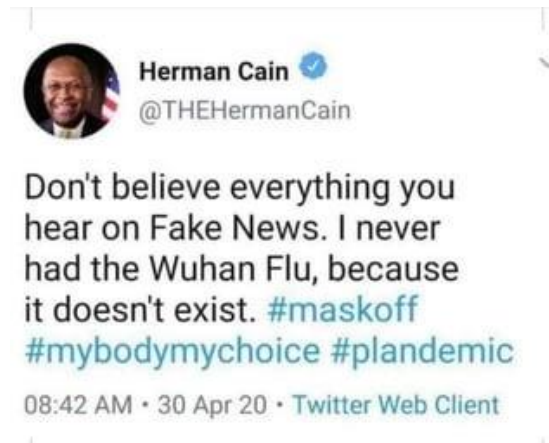 Herman Cain
@THEHermanCain
Don't believe everything you
hear on Fake News. I never
had the Wuhan Flu, because
it doesn't exist. #maskoff
#mybodymychoice #plandemic
08:42 AM • 30 Apr 20 • Twitter Web Client